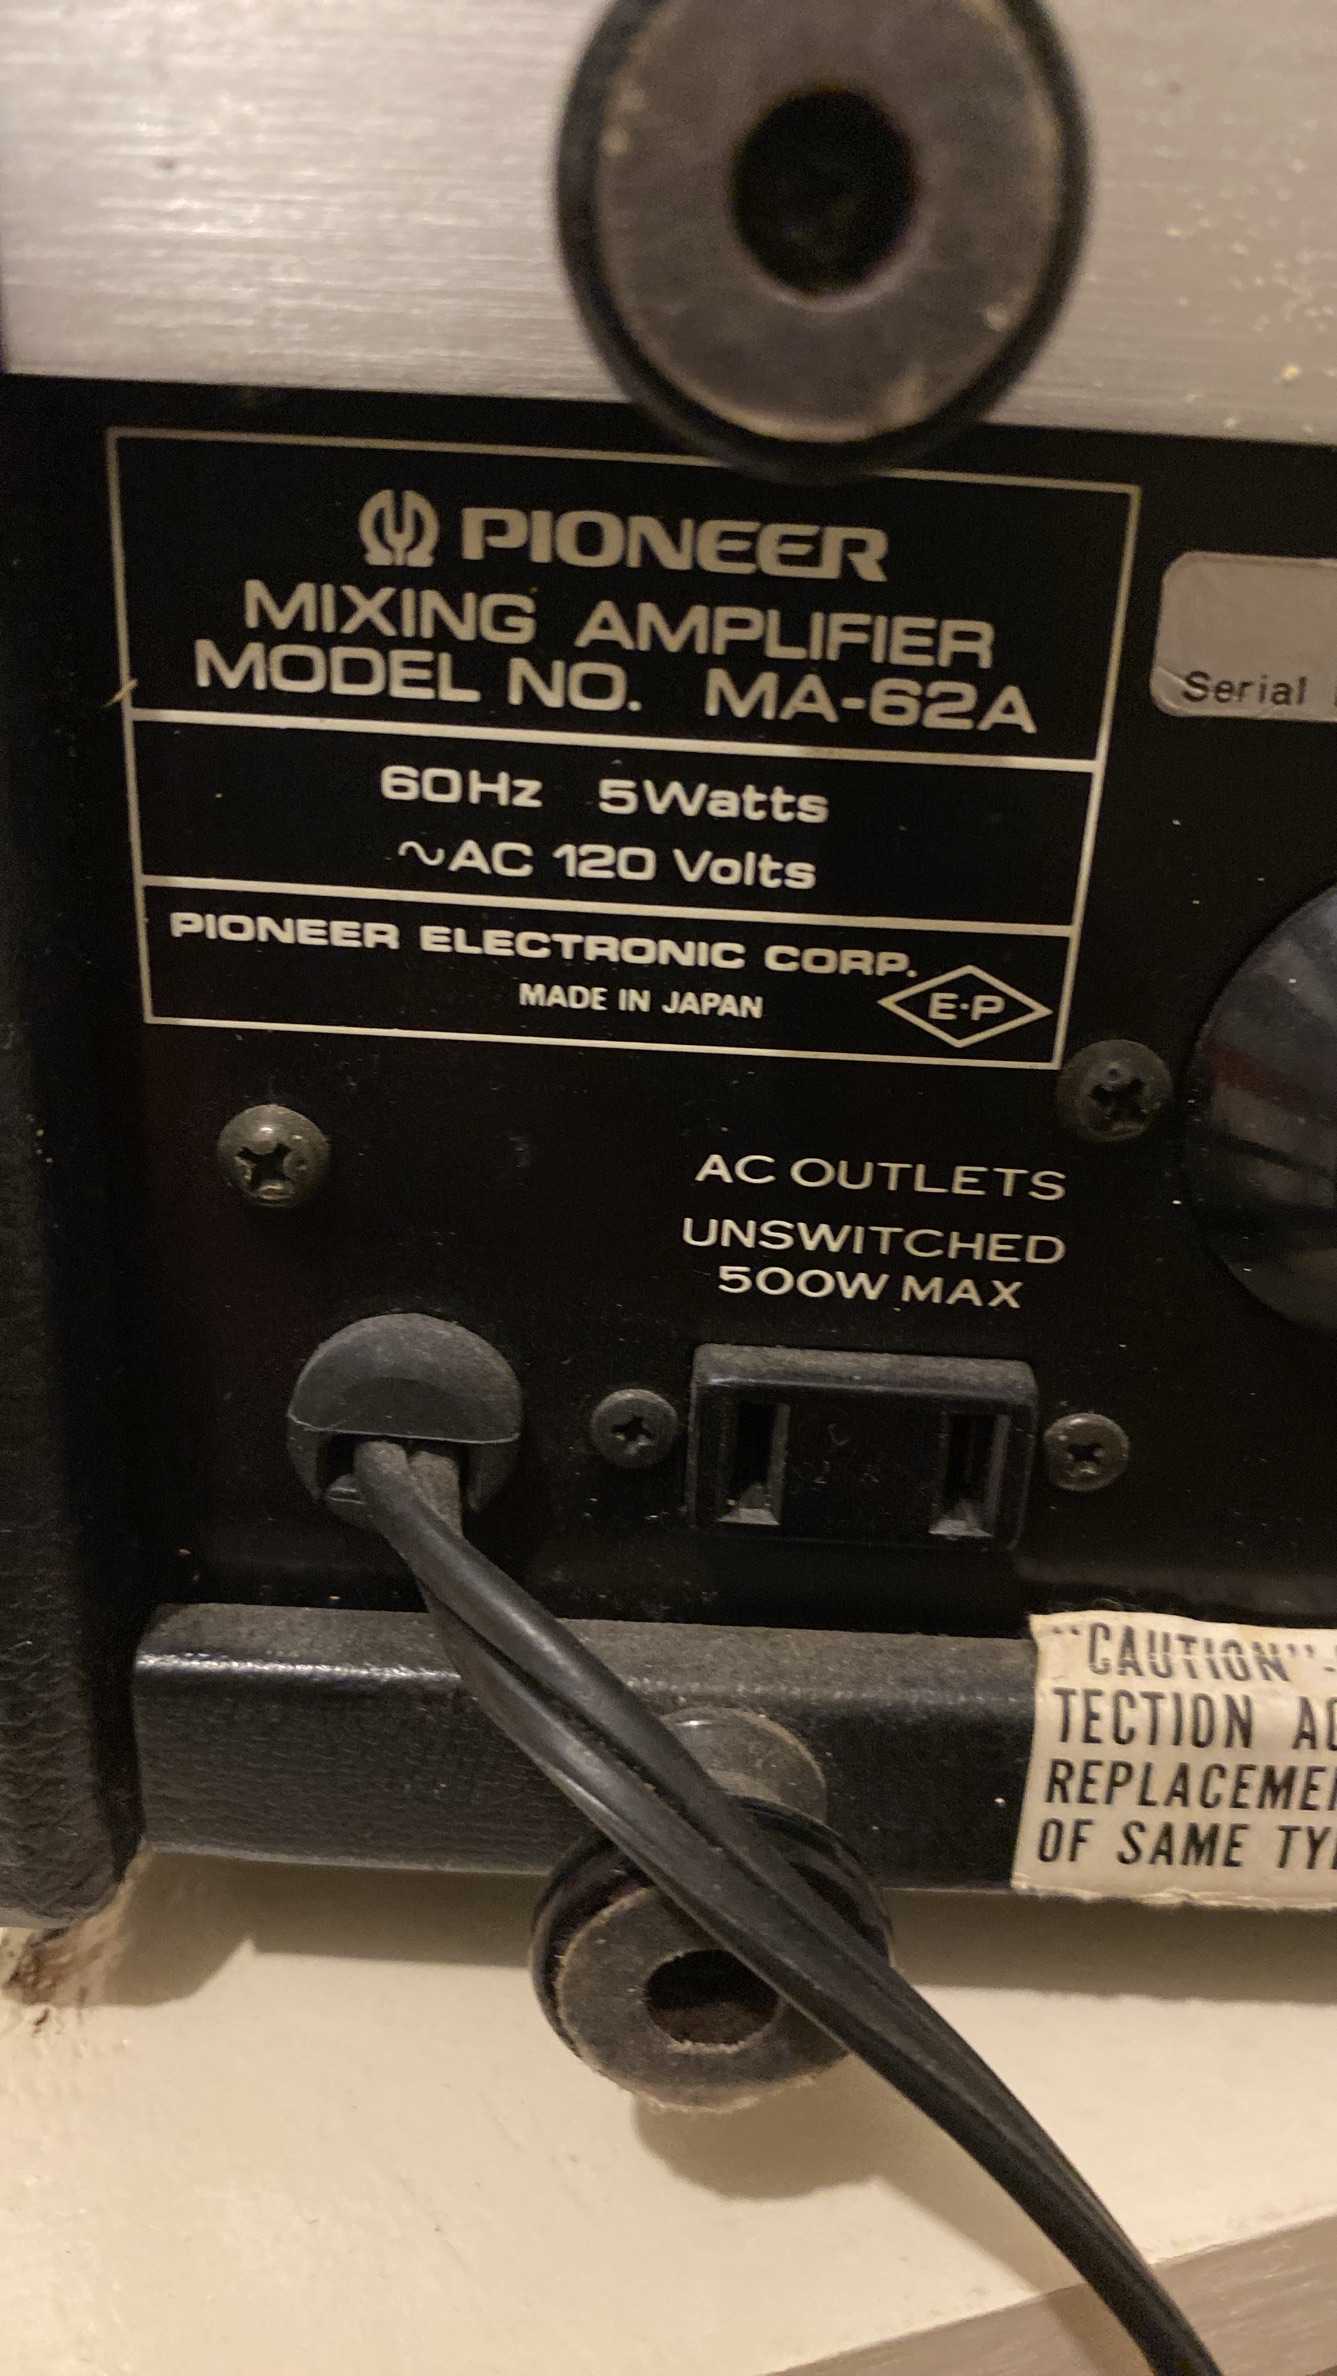 PIONEER
MIXING AMPLIFIER
MODEL NO. MA-62A
Serial
60Hz 5Watts
~AC 120 Volts
PIONEER ELECTRONIC CORP.
MADE IN JAPAN
E·P
AC OUTLETS
UNSWITCHED
500W MAX
"CAUTION"
TECTION
REPLACEME
OF SAME TY